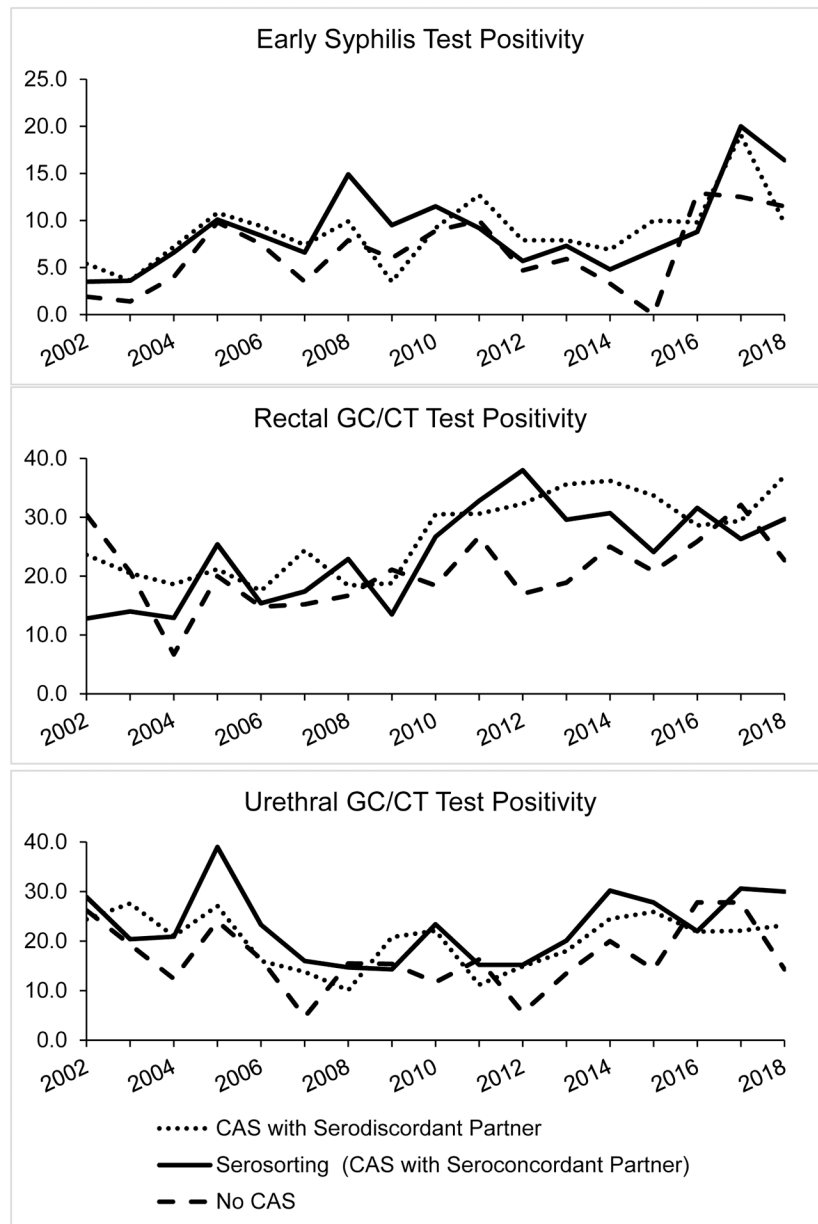 Early Syphilis Test Positivity
25.0
20.0
15.0
10.0
5.0
0.0
2002 2004 2006 2008 2010 2012 2014 2016 2018
Rectal GC/CT Test Positivity
40.0
30.0
20.0
10.0
0.0
2002 2004 2006 2008 2010 2012 2014 2016 2018
Urethral GC/CT Test Positivity
40.0
30.0
20.0
10.0
0.0
2002 2004 2006 2008 2010 2012 2014 2016 2018
CAS with Serodiscordant Partner
Serosorting (CAS with Seroconcordant Partner)
No CAS